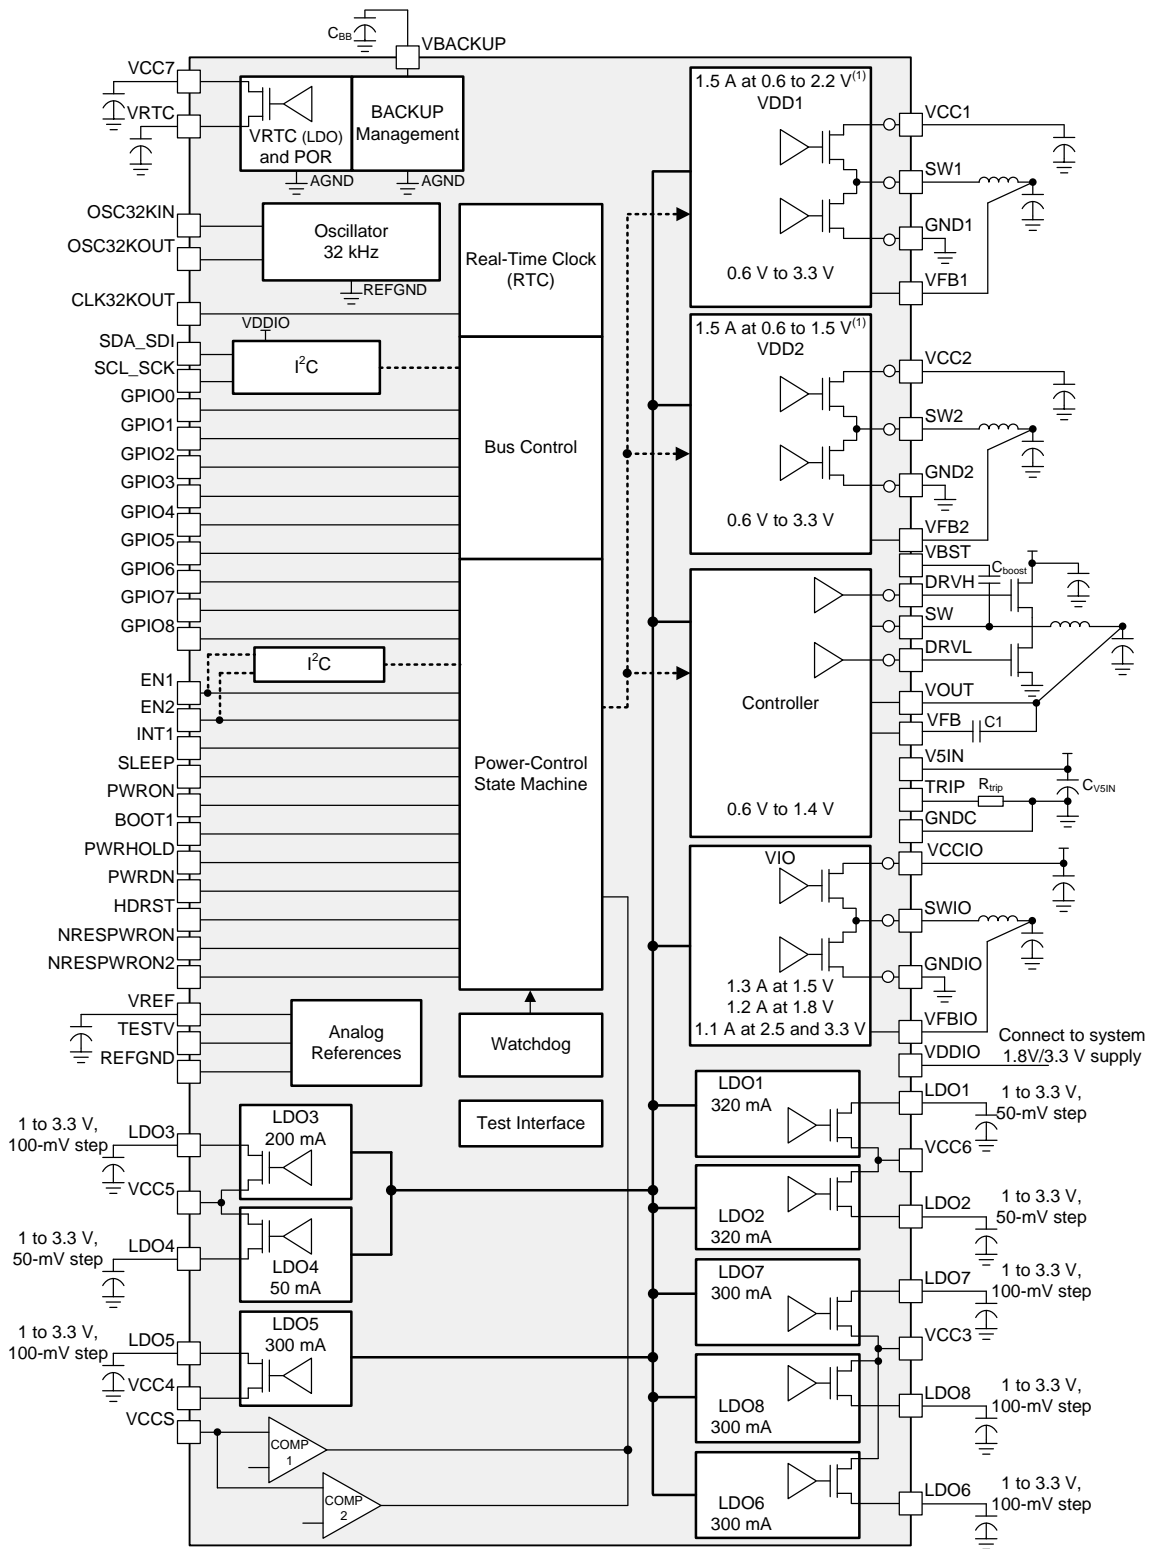 C_BB
VBACKUP
VCC7
VRTC
VRTC (LDO)
and POR
BACKUP
Management
AGND
AGND
OSC32KIN
OSC32KOUT
Oscillator
32 kHz
REFGND
CLK32KOUT
VDDIO
SDA_SDI
SCL_SCK
I²C
GPIO0
GPIO1
GPIO2
GPIO3
GPIO4
GPIO5
GPIO6
GPIO7
GPIO8
I²C
EN1
EN2
INT1
SLEEP
PWRON
BOOT1
PWRHOLD
PWRDN
HDRST
NRESPWRON
NRESPWRON2
VREF
TESTV
REFGND
Analog
References
Real-Time Clock
(RTC)
Bus Control
Power-Control
State Machine
Watchdog
Test Interface
1 to 3.3 V,
100-mV step
LDO3
LDO3
200 mA
VCC5
1 to 3.3 V,
50-mV step
LDO4
LDO4
50 mA
1 to 3.3 V,
100-mV step
LDO5
LDO5
300 mA
VCC4
VCCS
COMP
1
COMP
2
1.5 A at 0.6 to 2.2 V(1)
VDD1
0.6 V to 3.3 V
VCC1
SW1
GND1
VFB1
1.5 A at 0.6 to 1.5 V(1)
VDD2
0.6 V to 3.3 V
VCC2
SW2
GND2
VFB2
VBST
C_boost
DRVH
SW
DRVL
VOUT
VFB
C1
Controller
0.6 V to 1.4 V
V5IN
TRIP
R_trip
C_V5IN
GNDC
VIO
1.3 A at 1.5 V
1.2 A at 1.8 V
1.1 A at 2.5 and 3.3 V
VCCIO
SWIO
GNDIO
VFBIO
VDDIO
Connect to system
1.8V/3.3 V supply
LDO1
320 mA
LDO1
1 to 3.3 V,
50-mV step
VCC6
LDO2
320 mA
LDO2
1 to 3.3 V,
50-mV step
LDO7
300 mA
LDO7
1 to 3.3 V,
100-mV step
VCC3
LDO8
300 mA
LDO8
1 to 3.3 V,
100-mV step
LDO6
300 mA
LDO6
1 to 3.3 V,
100-mV step